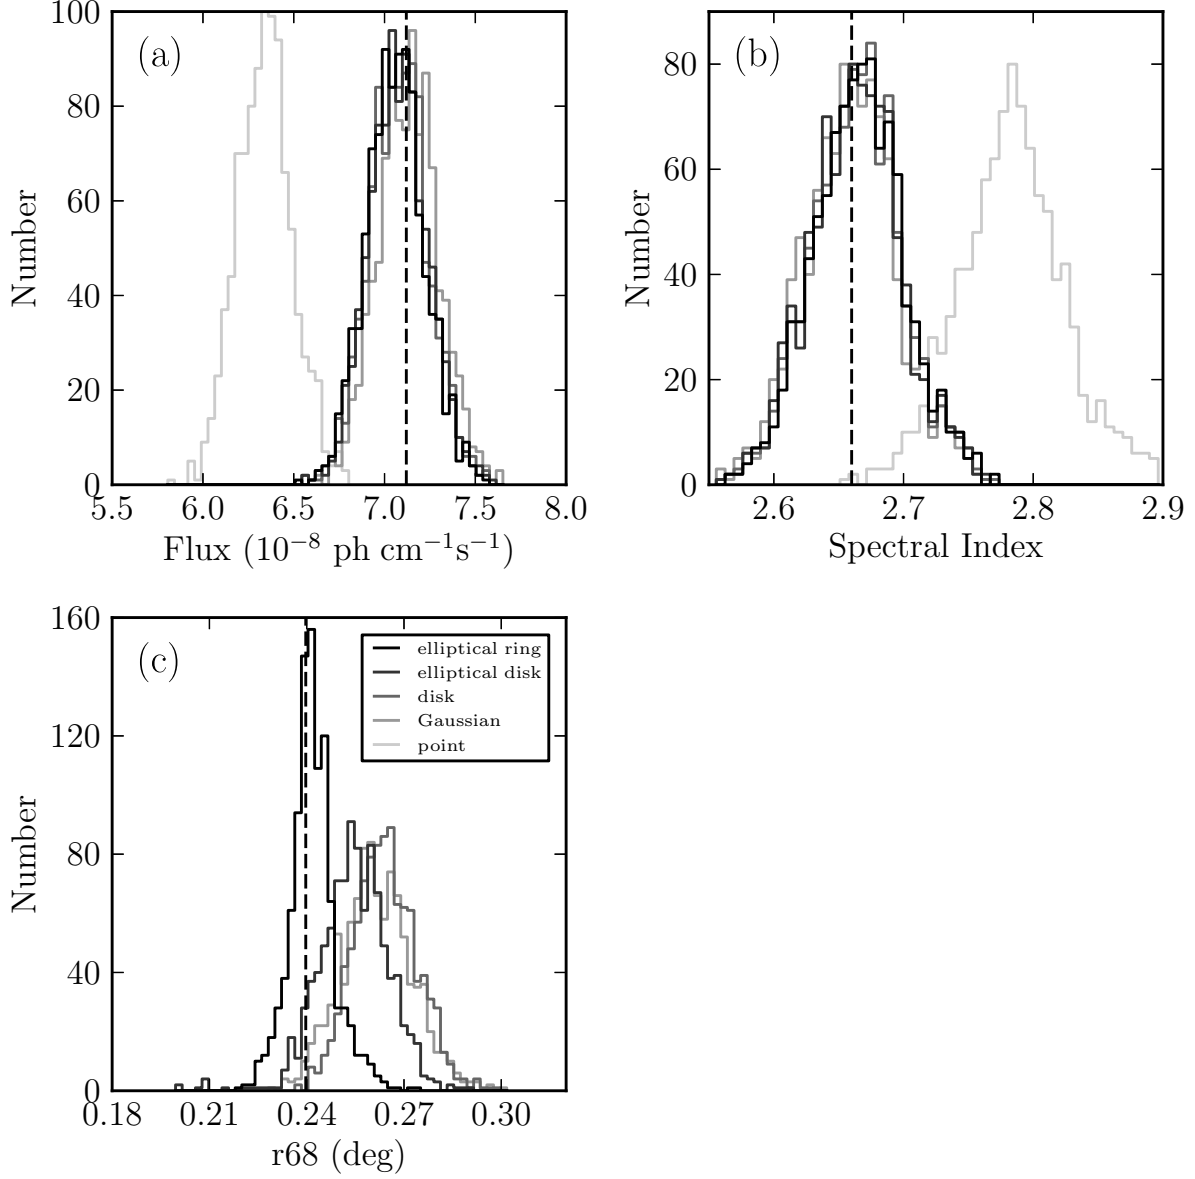 100
80
60
40
20
0
(a)
Number
5.5 6.0 6.5 7.0 7.5 8.0
Flux (10⁻⁸ ph cm⁻¹s⁻¹)
80
60
40
20
0
(b)
Number
2.6 2.7 2.8 2.9
Spectral Index
160
120
80
40
0
(c)
Number
elliptical ring
elliptical disk
disk
Gaussian
point
0.18 0.21 0.24 0.27 0.30
r68 (deg)